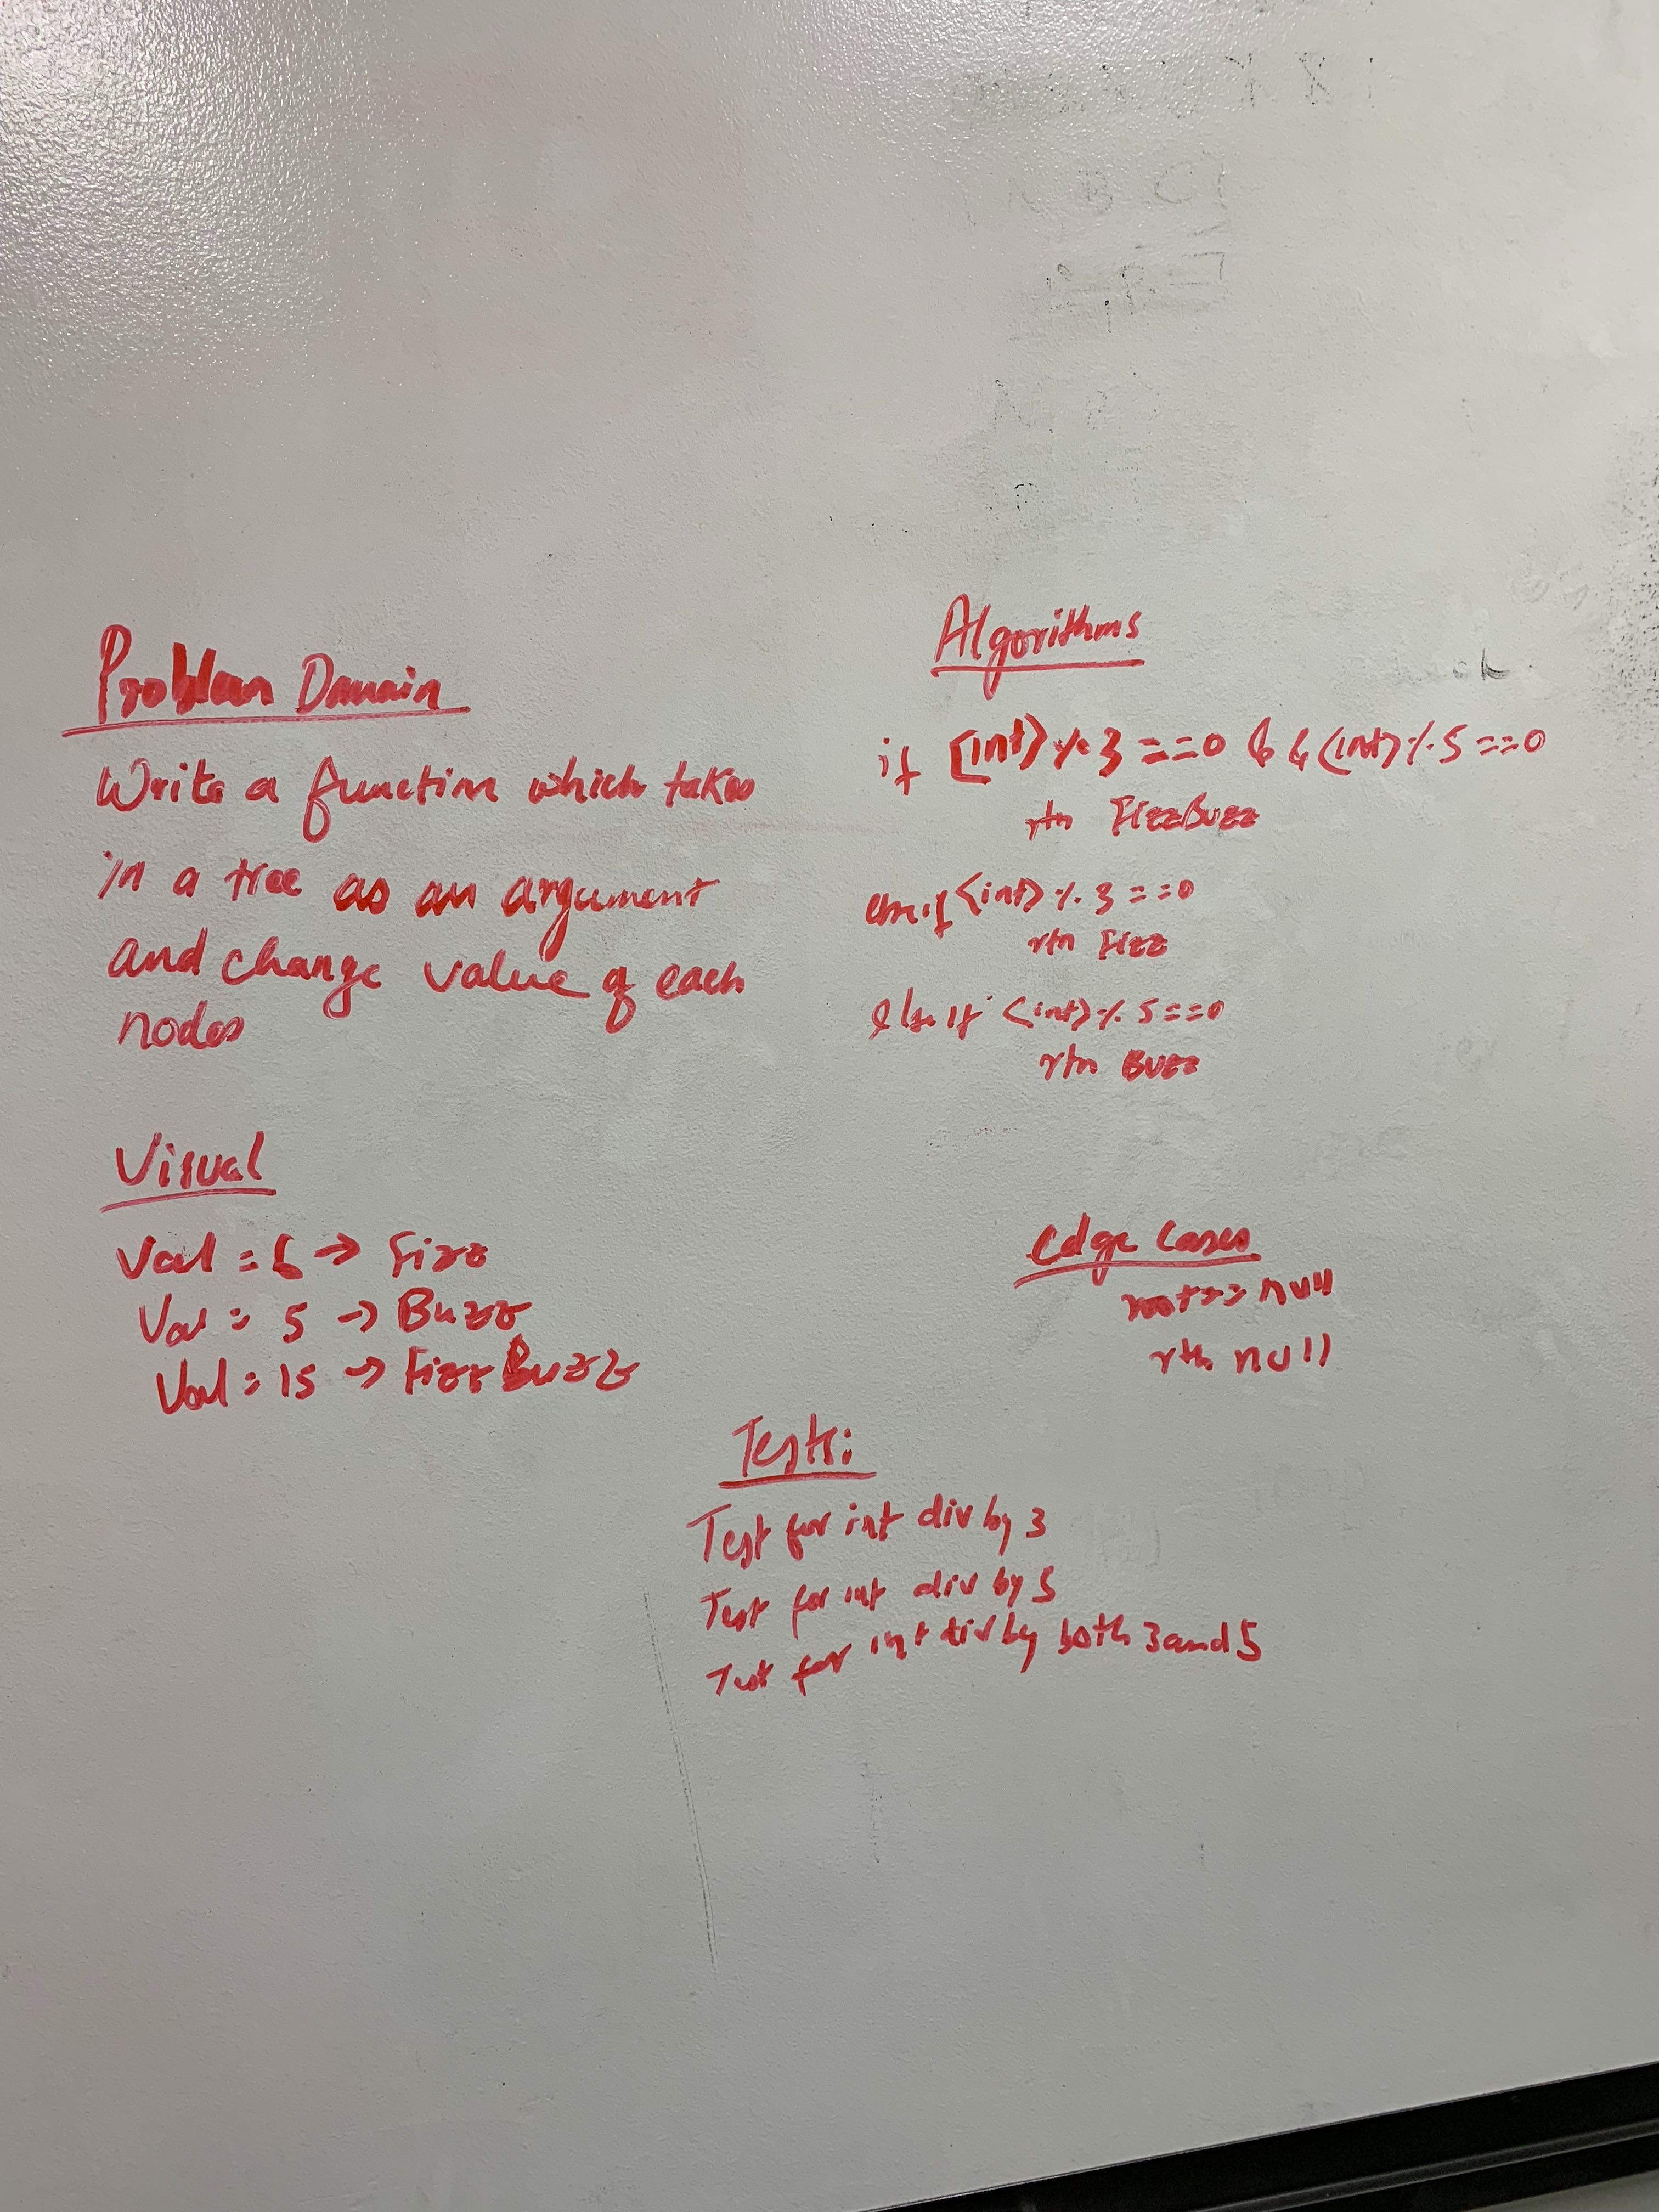 Problem Domain
Write a function which takes
in a tree as an argument
and change value of each
nodes
Visual
Val = 6 → Fizz
Val = 5 → Buzz
Val = 15 → FizzBuzz
Algorithms
if (int) % 3 === 0 && (int) % 5 === 0
rtn FizzBuzz
else if (int) % 3 === 0
rtn Fizz
else if (int) % 5 === 0
rtn Buzz
Edge Cases
root == null
rtn null
Tests:
Test for int div by 3
Test for int div by 5
Test for int div by both 3 and 5